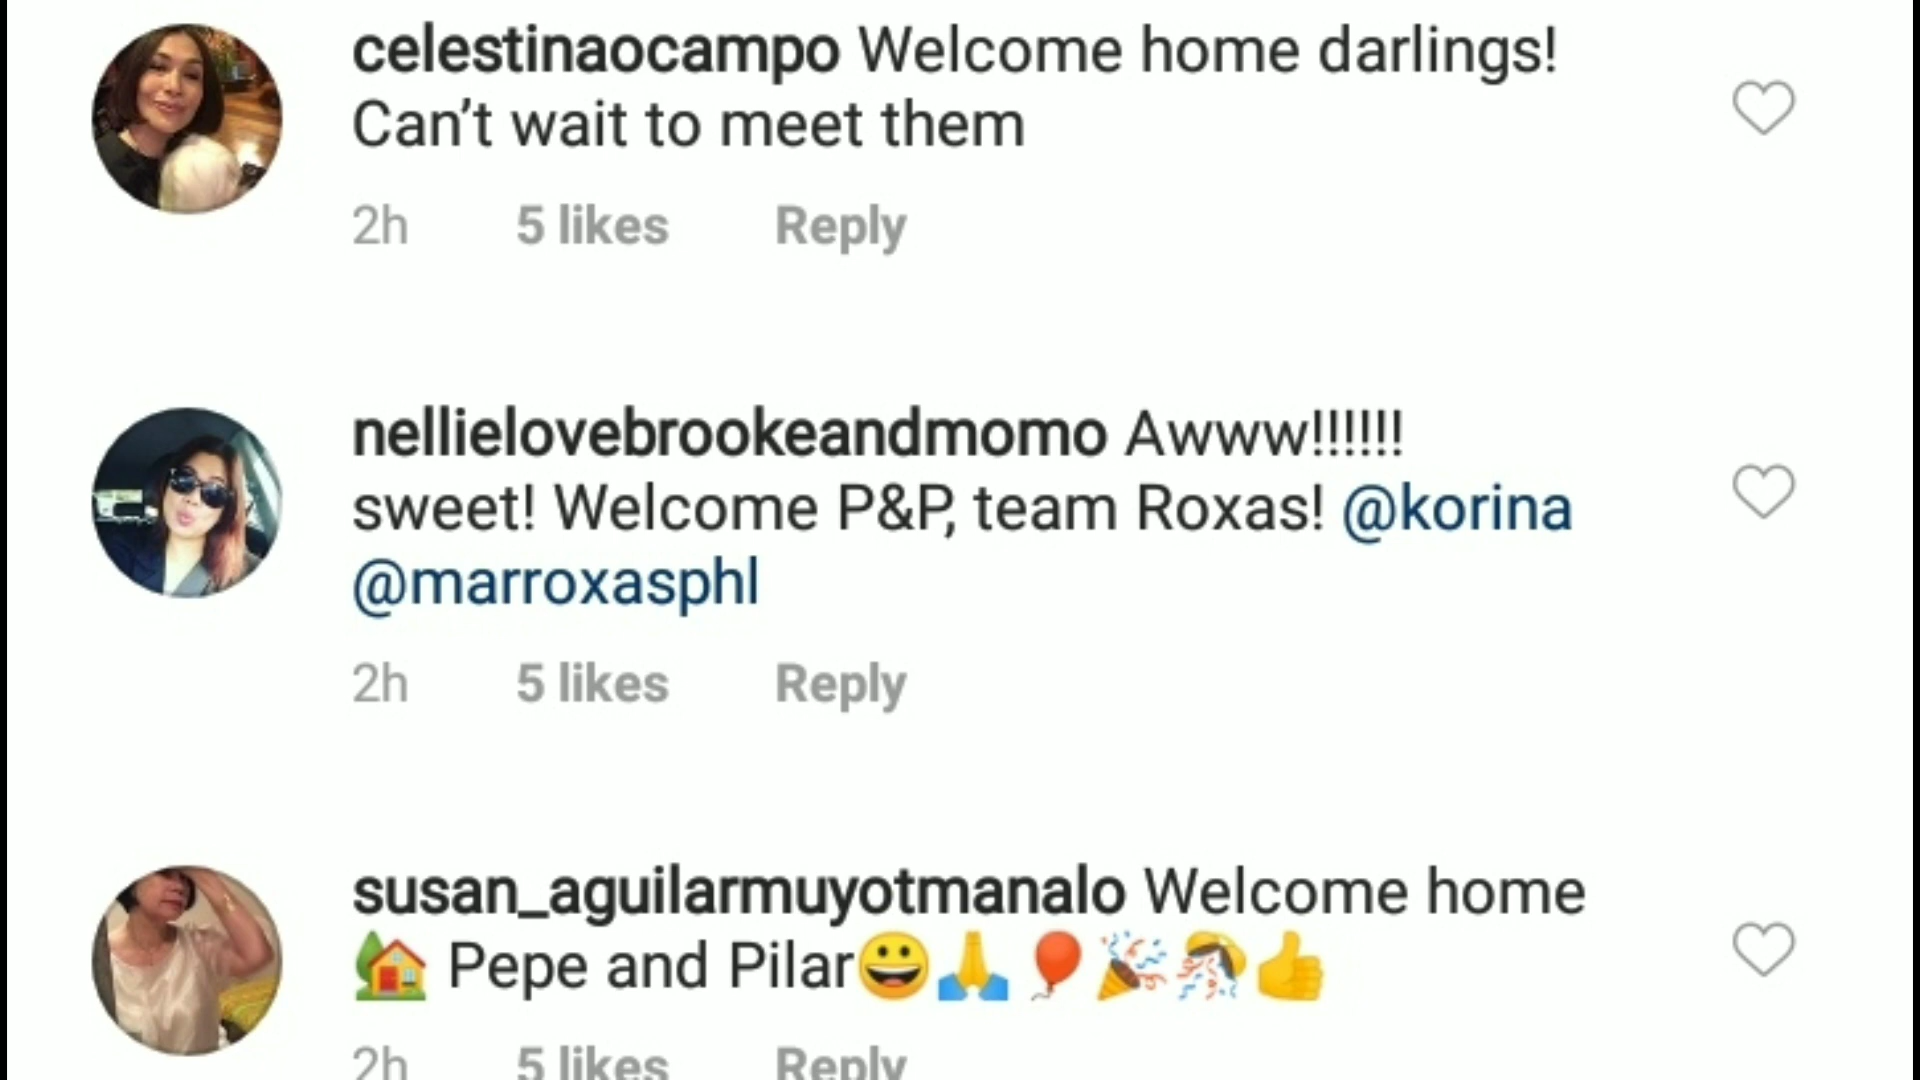 celestinaocampo Welcome home darlings!
Can’t wait to meet them
2h 5 likes Reply
nellielovebrookeandmomo Awww!!!!!!
sweet! Welcome P&P, team Roxas! @korina
@marroxasphl
2h 5 likes Reply
susan_aguilarmuyotmanalo Welcome home
🏡 Pepe and Pilar😀🙏🎈🎉🎊👍
2h 5 likes Reply